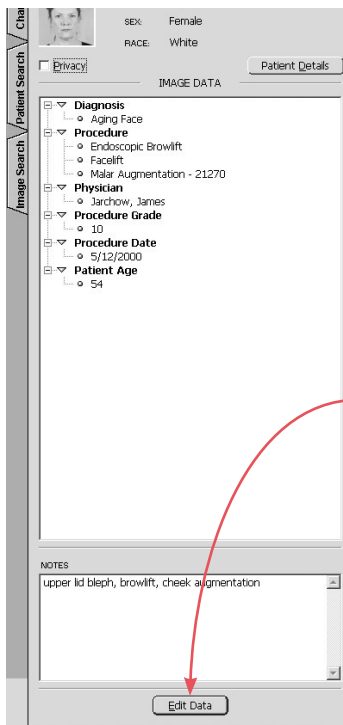 Cha
Patient Search
Image Search
SEX: Female
RACE: White
Privacy
Patient Details
IMAGE DATA
Diagnosis
Aging Face
Procedure
Endoscopic Browlift
Facelift
Malar Augmentation - 21270
Physician
Jarchow, James
Procedure Grade
10
Procedure Date
5/12/2000
Patient Age
54
NOTES
upper lid bleph, browlift, cheek augmentation
Edit Data